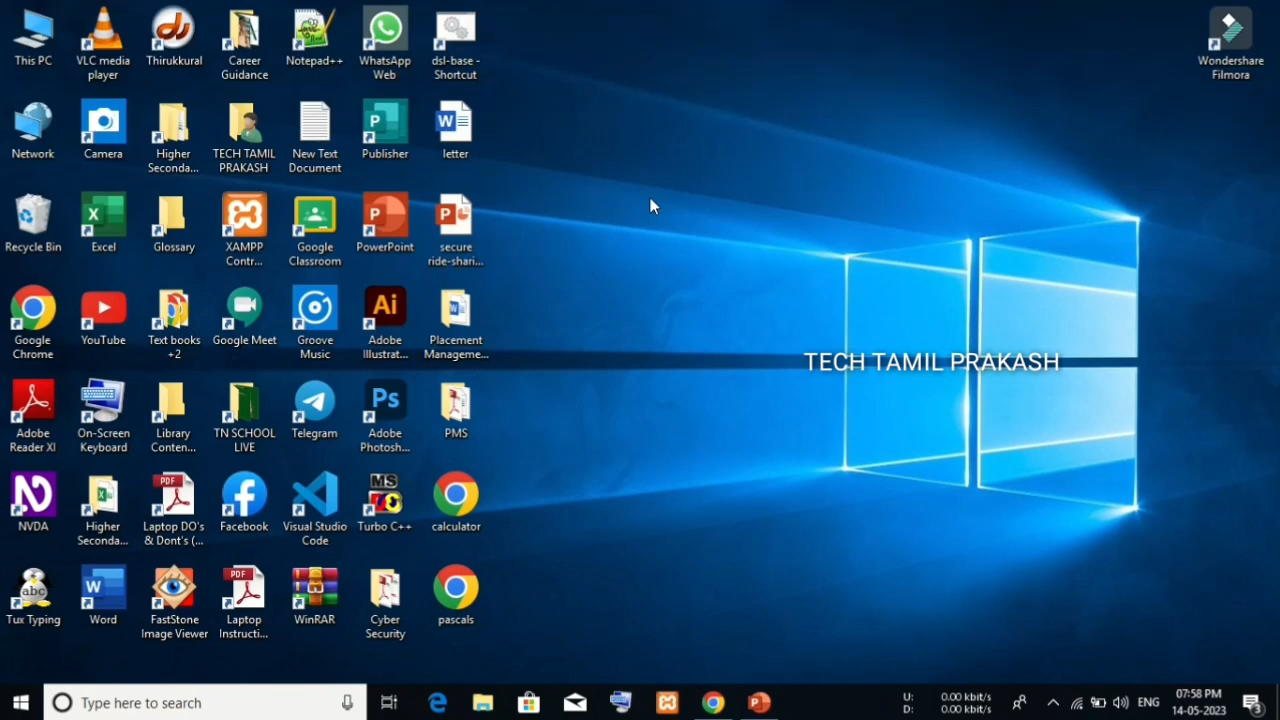 This PC
VLC media
player
Thirukkural
Career
Guidance
Notepad++
WhatsApp
Web
dsl-base -
Shortcut
Wondershare
Filmora
Network
Camera
Higher
Seconda...
TECH TAMIL
PRAKASH
New Text
Document
Publisher
letter
Recycle Bin
Excel
Glossary
XAMPP
Contr...
Google
Classroom
PowerPoint
secure
ride-shari...
Google
Chrome
YouTube
Text books
+2
Google Meet
Groove
Music
Adobe
Illustrat...
Placement
Manageme...
TECH TAMIL PRAKASH
Adobe
Reader XI
On-Screen
Keyboard
Library
Conten...
TN SCHOOL
LIVE
Telegram
Adobe
Photosh...
PMS
NVDA
Higher
Seconda...
Laptop DO's
& Dont's (...
Facebook
Visual Studio
Code
Turbo C++
calculator
Tux Typing
Word
FastStone
Image Viewer
Laptop
Instructi...
WinRAR
Cyber
Security
pascals
Type here to search
U: 0.00 kbit/s
D: 0.00 kbit/s
ENG
07:58 PM
14-05-2023
3